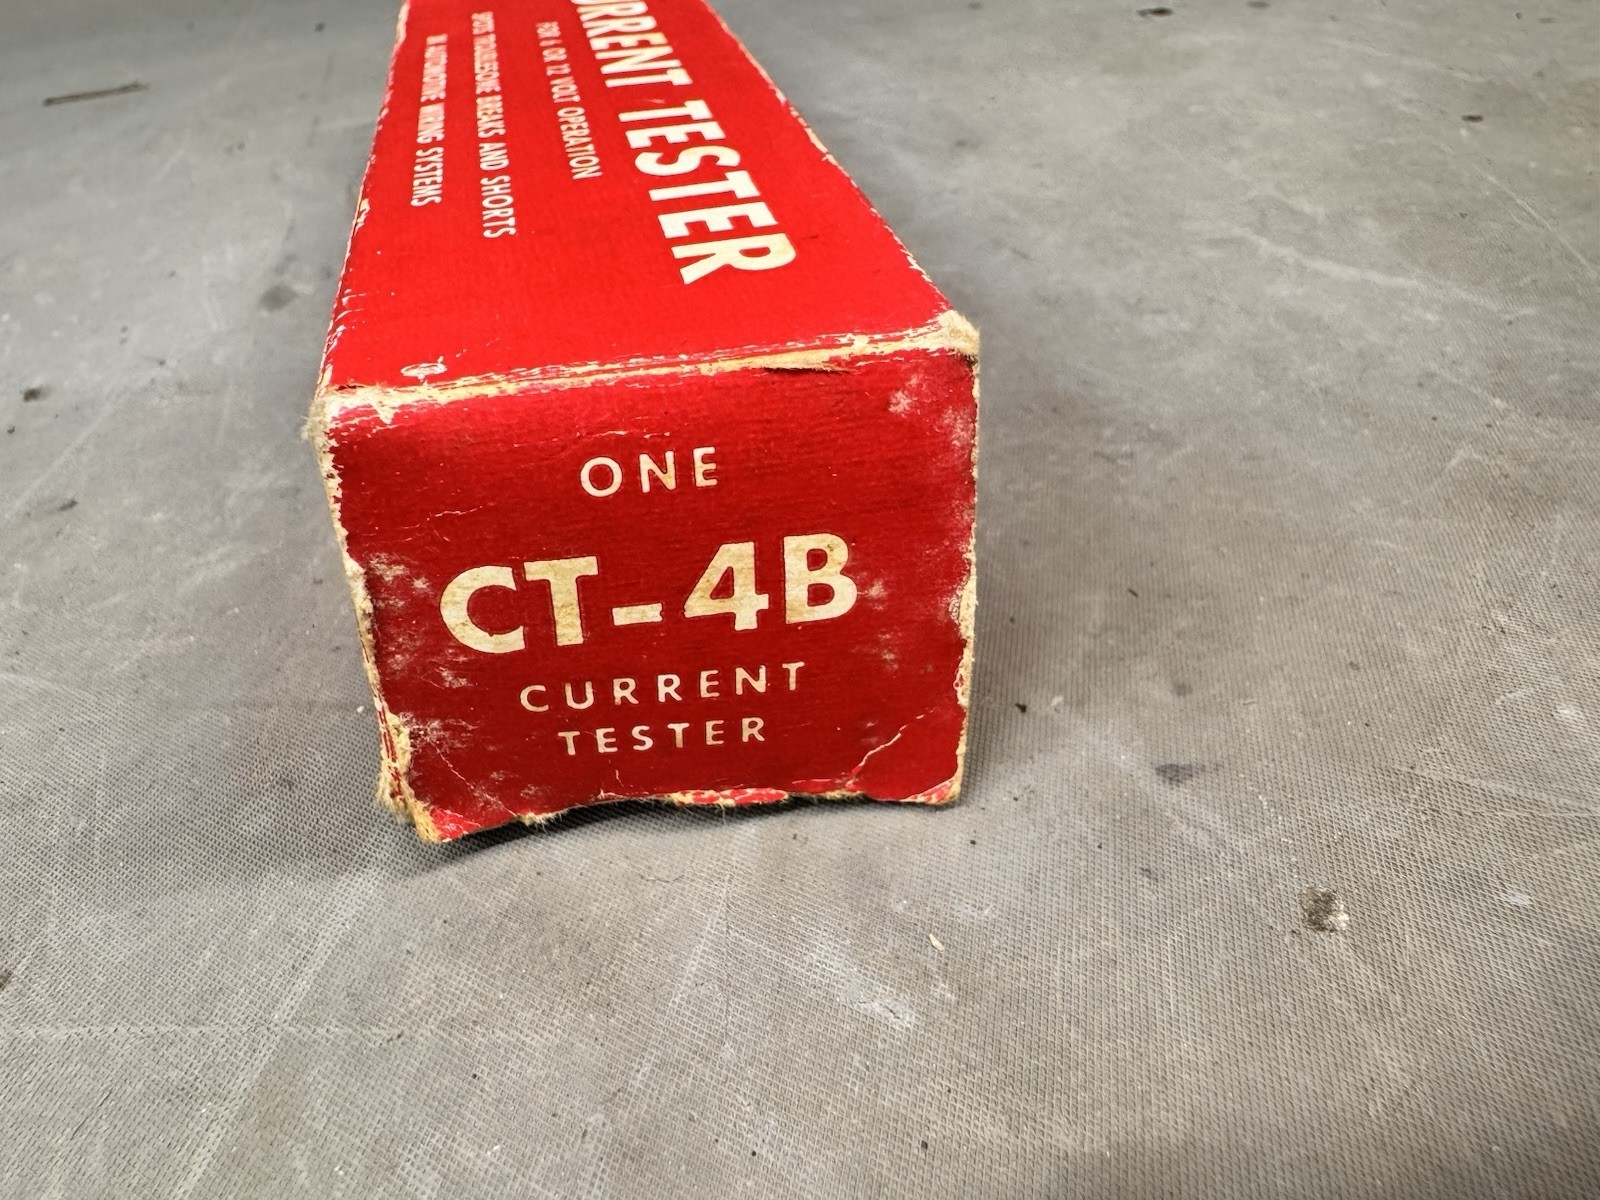 CURRENT TESTER
FOR 6 OR 12 VOLT OPERATION
SPOTS TROUBLESOME BREAKS AND SHORTS
IN AUTOMOTIVE WIRING SYSTEMS
ONE
CT-4B
CURRENT
TESTER